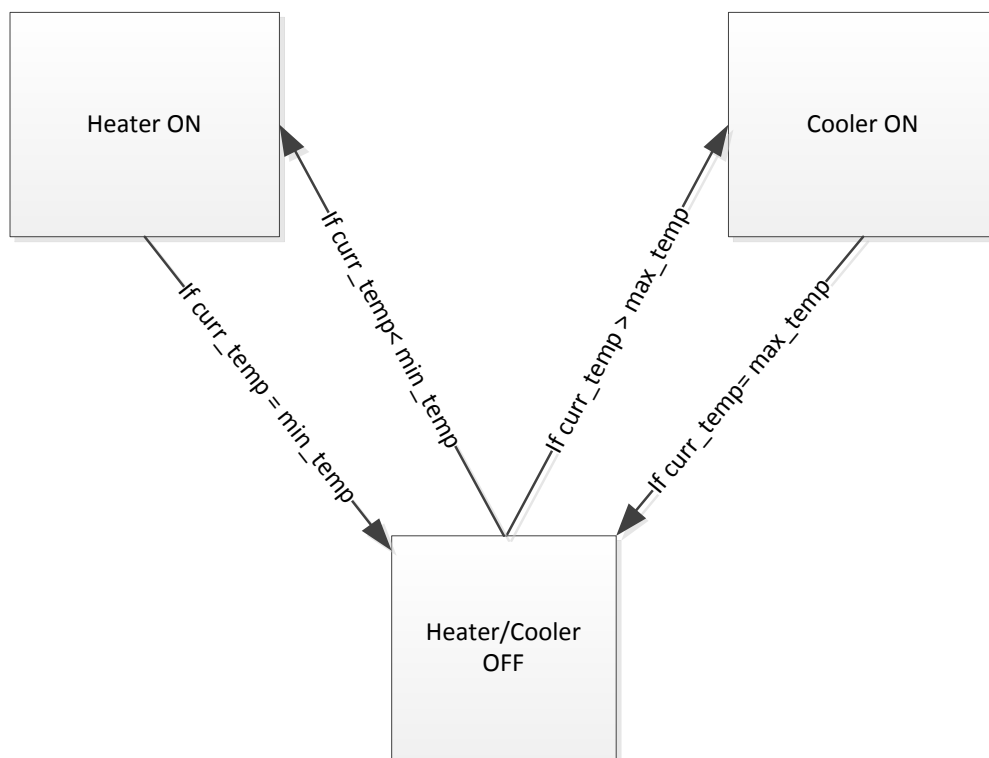 Heater ON
Cooler ON
If curr_temp = min_temp
If curr_temp< min_temp
If curr_temp > max_temp
If curr_temp= max_temp
Heater/Cooler
OFF